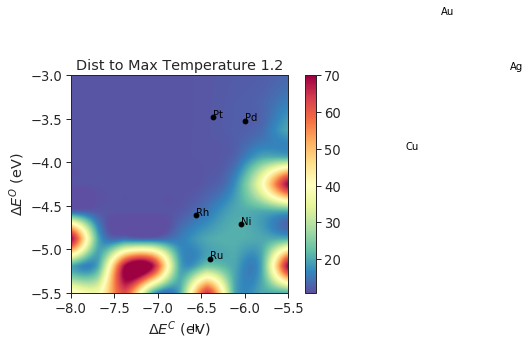 Au
Ag
Cu
Dist to Max Temperature 1.2
−3.0
−3.5
−4.0
−4.5
−5.0
−5.5
ΔE^O (eV)
Pt
Pd
Rh
Ni
Ru
70
60
50
40
30
20
−8.0 −7.5 −7.0 −6.5 −6.0 −5.5
ΔE^C (eV)